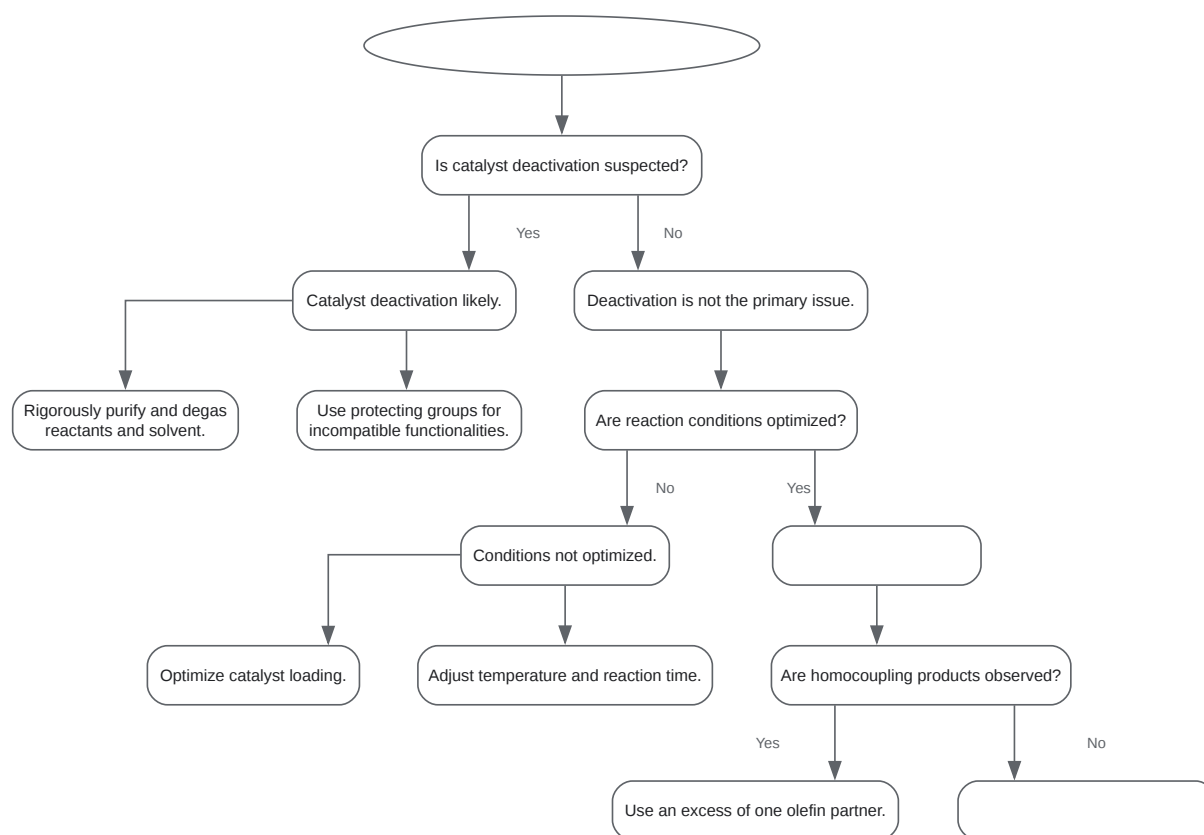 Is catalyst deactivation suspected?
Yes
No
Catalyst deactivation likely.
Deactivation is not the primary issue.
Rigorously purify and degas
reactants and solvent.
Use protecting groups for
incompatible functionalities.
Are reaction conditions optimized?
No
Yes
Conditions not optimized.
Optimize catalyst loading.
Adjust temperature and reaction time.
Are homocoupling products observed?
Yes
No
Use an excess of one olefin partner.